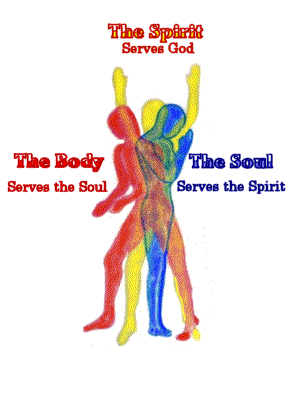 The Spirit
Serves God
The Body
Serves the Soul
The Soul
Serves the Spirit